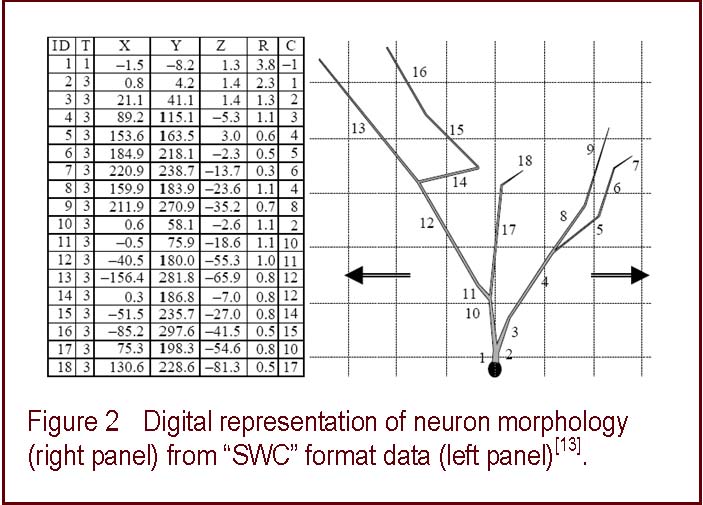 ID T X Y Z R C
1 1 −1.5 −8.2 1.3 3.8 −1
2 3 0.8 4.2 1.4 2.3 1
3 3 21.1 41.1 1.4 1.3 2
4 3 89.2 115.1 −5.3 1.1 3
5 3 153.6 163.5 3.0 0.6 4
6 3 184.9 218.1 −2.3 0.5 5
7 3 220.9 238.7 −13.7 0.3 6
8 3 159.9 183.9 −23.6 1.1 4
9 3 211.9 270.9 −35.2 0.7 8
10 3 0.6 58.1 −2.6 1.1 2
11 3 −0.5 75.9 −18.6 1.1 10
12 3 −40.5 180.0 −55.3 1.0 11
13 3 −156.4 281.8 −65.9 0.8 12
14 3 0.3 186.8 −7.0 0.8 12
15 3 −51.5 235.7 −27.0 0.8 14
16 3 −85.2 297.6 −41.5 0.5 15
17 3 75.3 198.3 −54.6 0.8 10
18 3 130.6 228.6 −81.3 0.5 17
16
13
15
9
18
7
14
6
12
8
17
5
4
11
10
3
1
2
Figure 2 Digital representation of neuron morphology
(right panel) from “SWC” format data (left panel)[13].